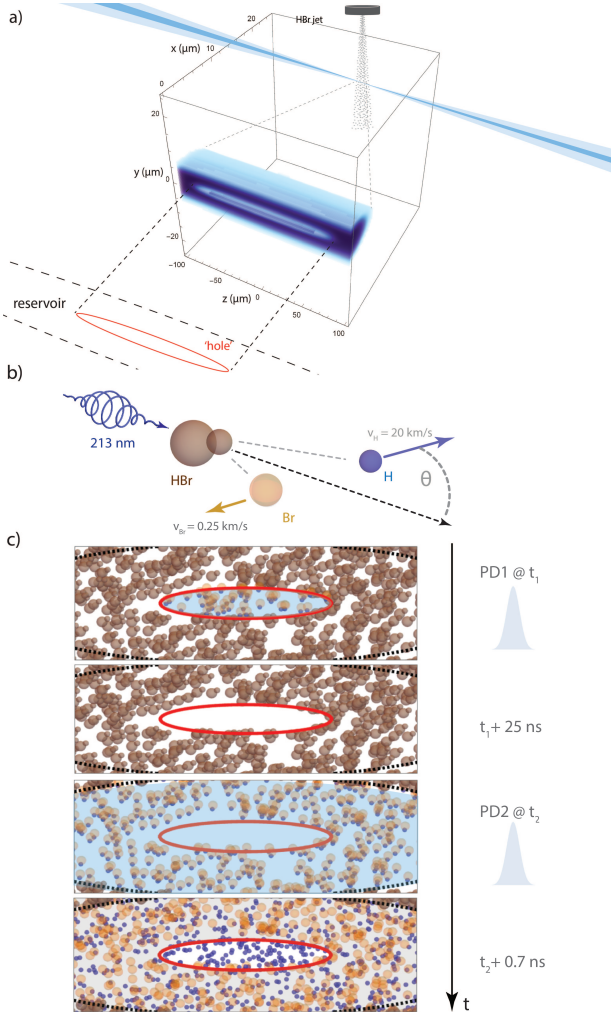 a)
HBr jet
x (µm)
0
10
20
y (µm)
20
0
-20
-100
-50
z (µm)
0
50
100
reservoir
'hole'
b)
213 nm
HBr
v_H = 20 km/s
H
θ
Br
v_Br = 0.25 km/s
c)
PD1 @ t₁
t₁+ 25 ns
PD2 @ t₂
t₂+ 0.7 ns
t